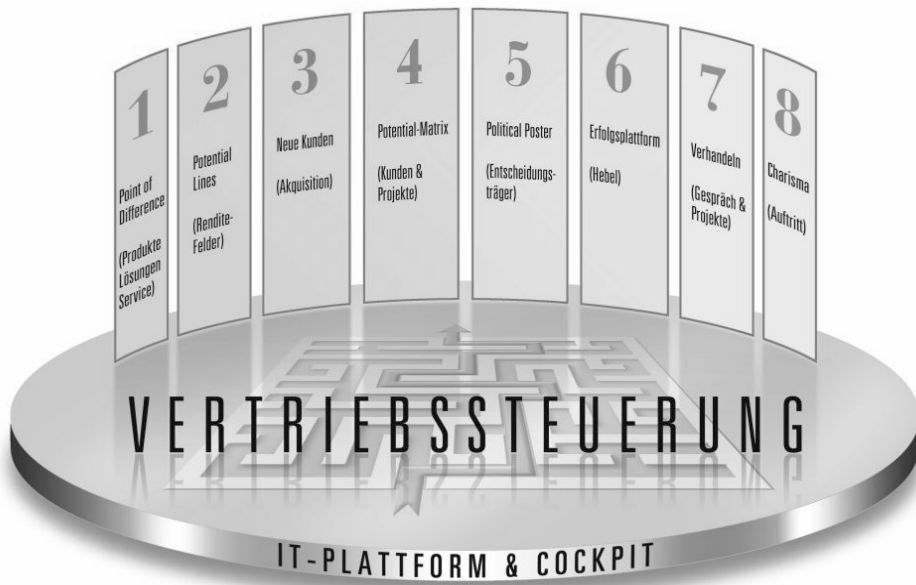 1
Point of
Difference
(Produkte
Lösungen
Service)
2
Potential
Lines
(Rendite-
Felder)
3
Neue Kunden
(Akquisition)
4
Potential-Matrix
(Kunden &
Projekte)
5
Political Poster
(Entscheidungs-
träger)
6
Erfolgsplattform
(Hebel)
7
Verhandeln
(Gespräch &
Projekte)
8
Charisma
(Auftritt)
VERTRIEBSSTEUERUNG
IT-PLATTFORM & COCKPIT